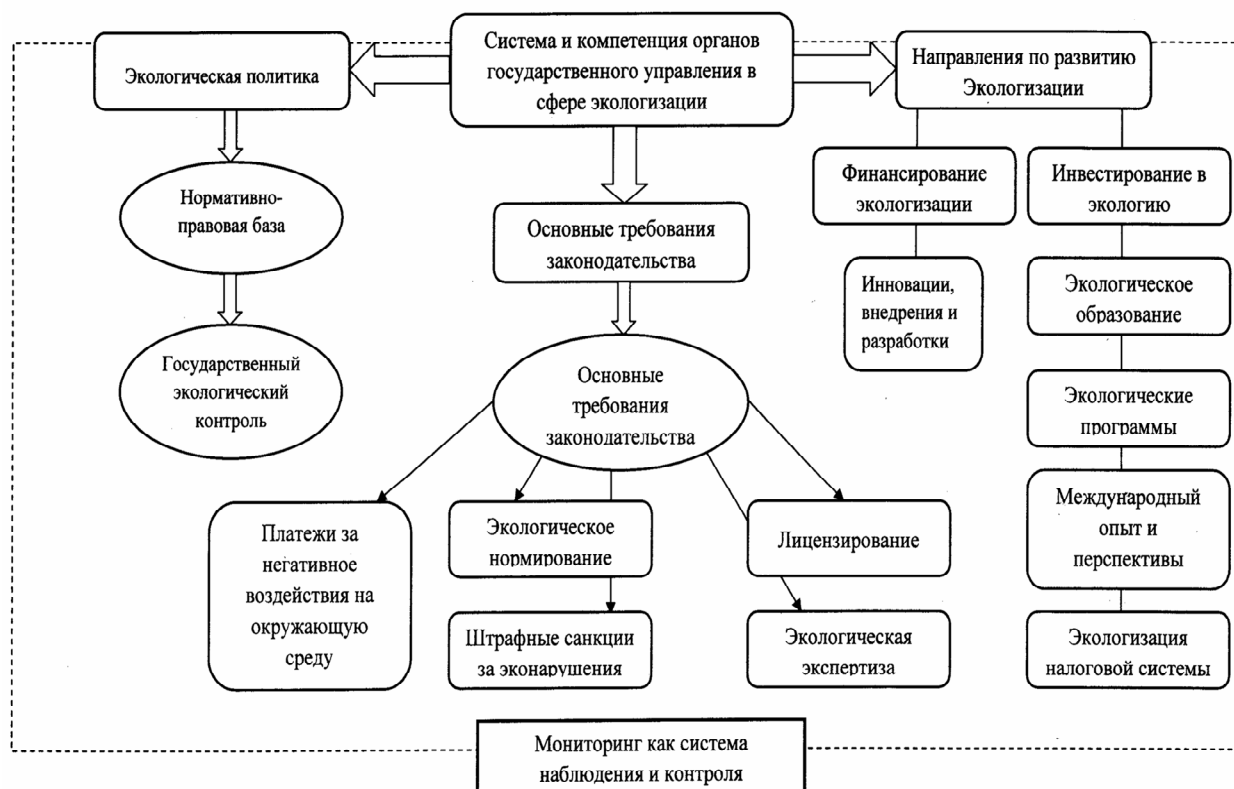 Система и компетенция органов
государственного управления в
сфере экологизации
Экологическая политика
Нормативно-
правовая база
Государственный
экологический
контроль
Основные требования
законодательства
Основные
требования
законодательства
Платежи за
негативное
воздействия на
окружающую
среду
Экологическое
нормирование
Штрафные санкции
за эконарушения
Лицензирование
Экологическая
экспертиза
Направления по развитию
Экологизации
Финансирование
экологизации
Инновации,
внедрения и
разработки
Инвестирование в
экологию
Экологическое
образование
Экологические
программы
Международный
опыт и
перспективы
Экологизация
налоговой системы
Мониторинг как система
наблюдения и контроля